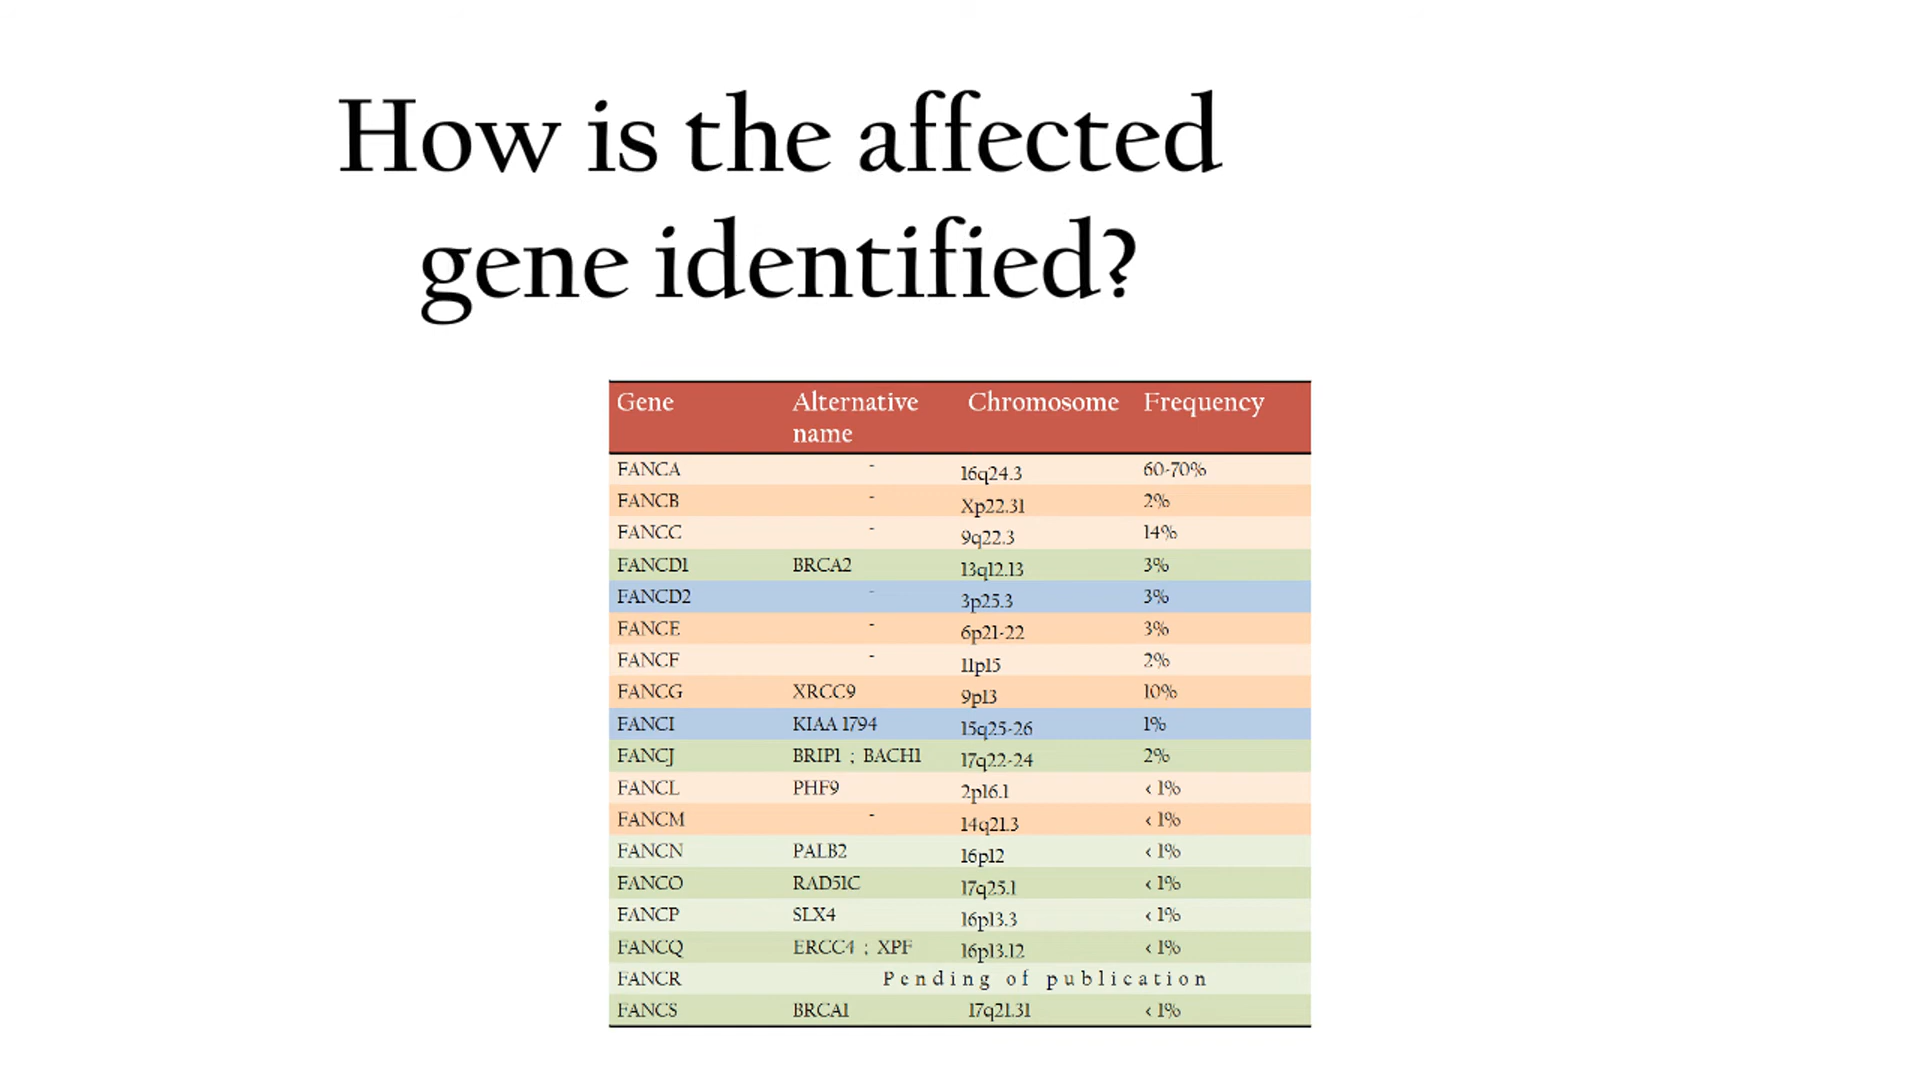 How is the affected
gene identified?
Gene Alternative name Chromosome Frequency
FANCA - 16q24.3 60-70%
FANCB - Xp22.31 2%
FANCC - 9q22.3 14%
FANCD1 BRCA2 13q12.13 3%
FANCD2 - 3p25.3 3%
FANCE - 6p21-22 3%
FANCF - 11p15 2%
FANCG XRCC9 9p13 10%
FANCI KIAA 1794 15q25-26 1%
FANCJ BRIP1 ; BACH1 17q22-24 2%
FANCL PHF9 2p16.1 < 1%
FANCM - 14q21.3 < 1%
FANCN PALB2 16p12 < 1%
FANCO RAD51C 17q25.1 < 1%
FANCP SLX4 16p13.3 < 1%
FANCQ ERCC4 ; XPF 16p13.12 < 1%
FANCR Pending of publication
FANCS BRCA1 17q21.31 < 1%